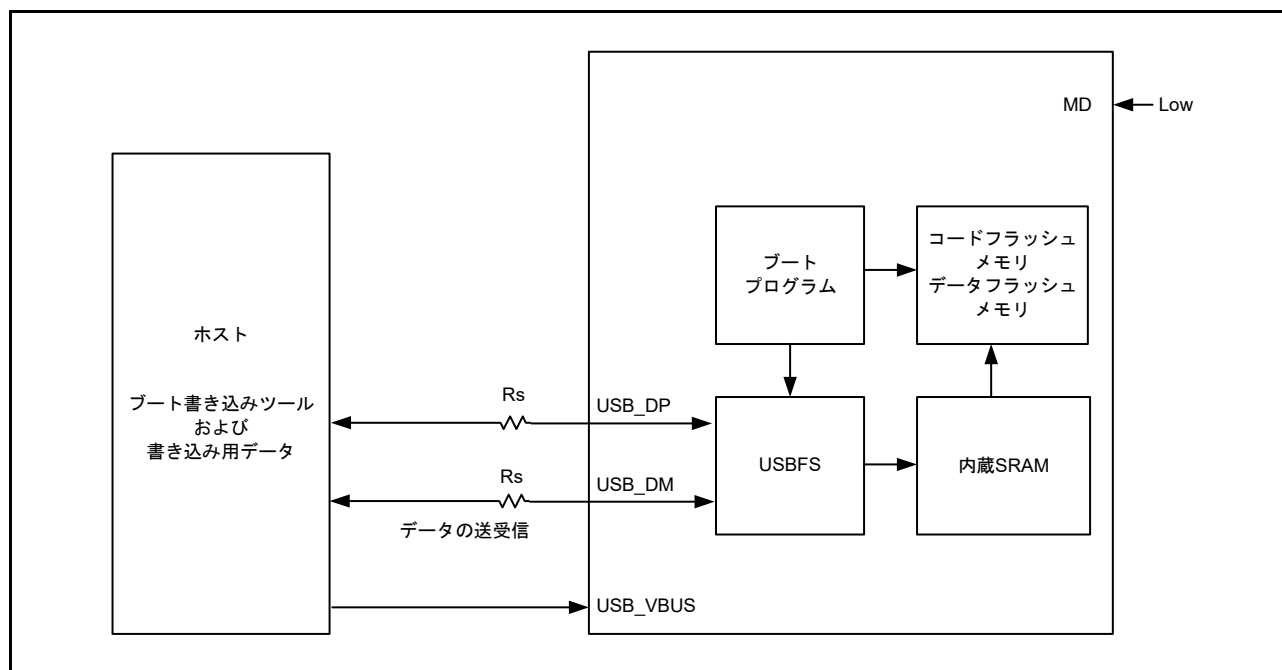 MD
Low
ホスト
ブート書き込みツール
および
書き込み用データ
ブート
プログラム
コードフラッシュ
メモリ
データフラッシュ
メモリ
Rs
USB_DP
Rs
USB_DM
データの送受信
USBFS
内蔵SRAM
USB_VBUS